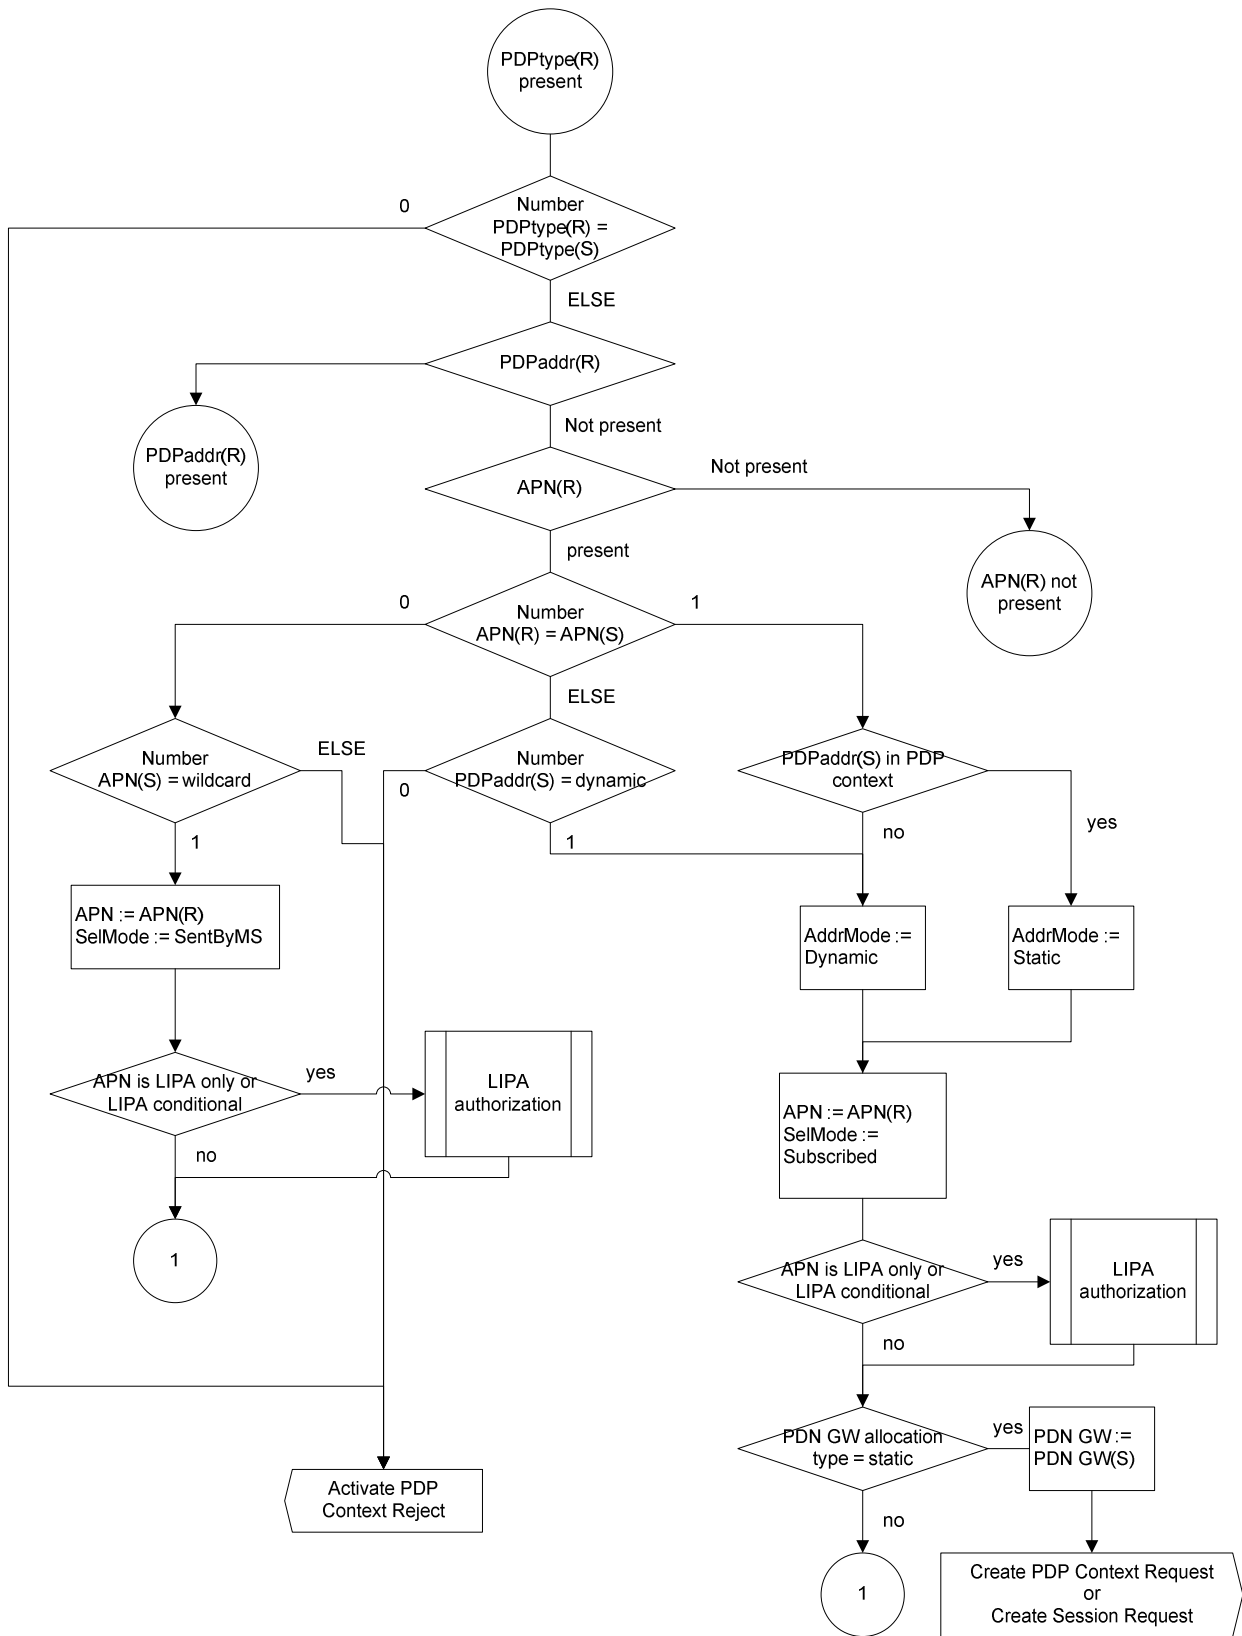 PDPtype(R)
present
0
Number
PDPtype(R) =
PDPtype(S)
ELSE
PDPaddr(R)
PDPaddr(R)
present
Not present
Not present
APN(R)
present
APN(R) not
present
0
Number
APN(R) = APN(S)
1
ELSE
Number
APN(S) = wildcard
ELSE
Number
PDPaddr(S) = dynamic
0
PDPaddr(S) in PDP
context
1
1
no
yes
APN := APN(R)
SelMode := SentByMS
AddrMode :=
Dynamic
AddrMode :=
Static
APN is LIPA only or
LIPA conditional
yes
LIPA
authorization
no
APN := APN(R)
SelMode :=
Subscribed
1
APN is LIPA only or
LIPA conditional
yes
LIPA
authorization
no
PDN GW allocation
type = static
yes
PDN GW :=
PDN GW(S)
Activate PDP
Context Reject
no
1
Create PDP Context Request
or
Create Session Request